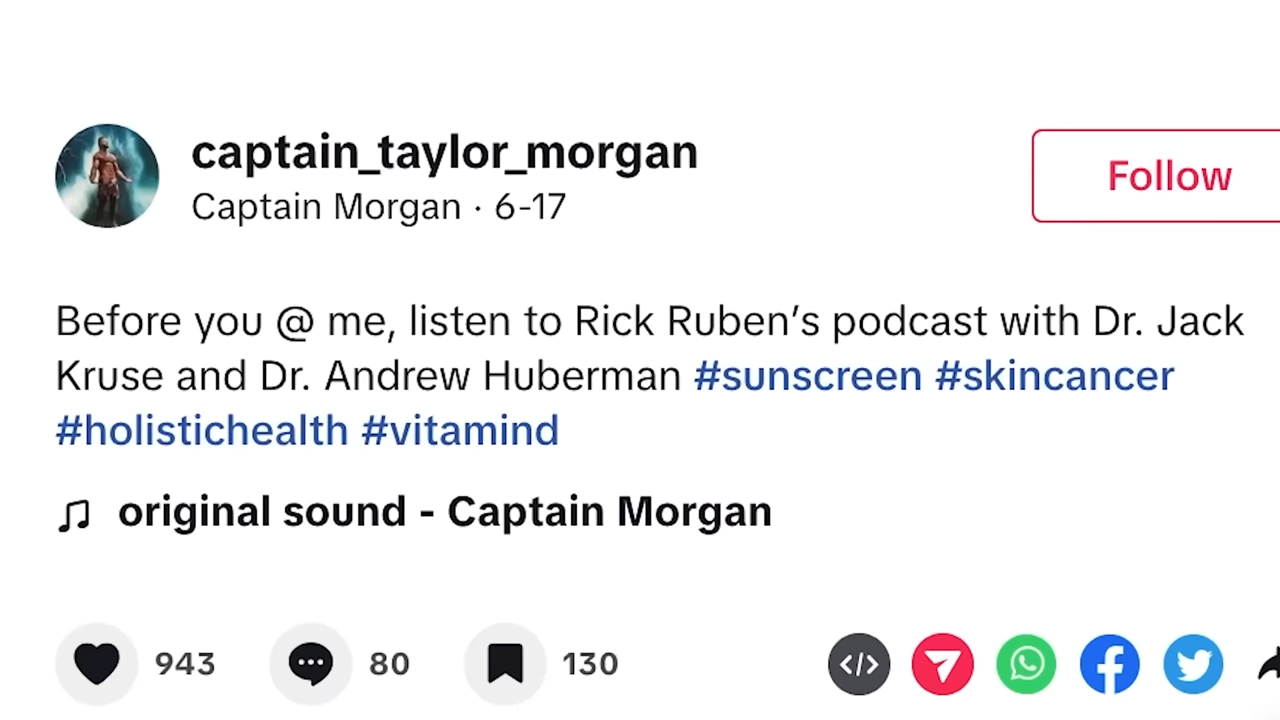 captain_taylor_morgan
Captain Morgan · 6-17
Follow
Before you @ me, listen to Rick Ruben’s podcast with Dr. Jack
Kruse and Dr. Andrew Huberman #sunscreen #skincancer
#holistichealth #vitamind
original sound - Captain Morgan
943
80
130